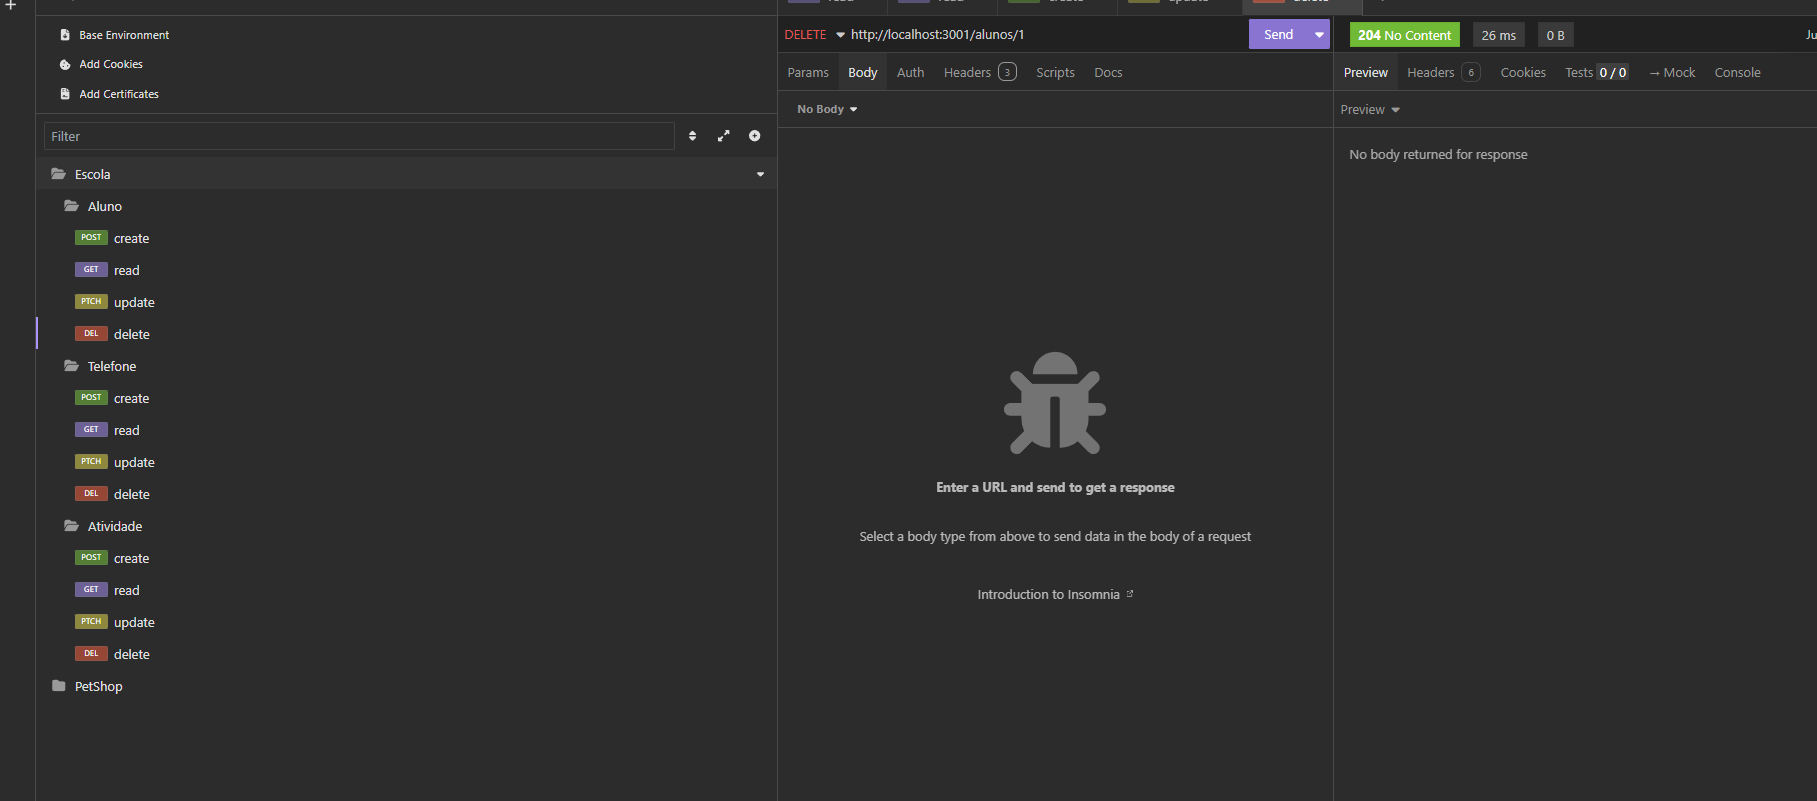 Base Environment
Add Cookies
Add Certificates
Filter
Escola
Aluno
POST create
GET read
PTCH update
DEL delete
Telefone
POST create
GET read
PTCH update
DEL delete
Atividade
POST create
GET read
PTCH update
DEL delete
PetShop
DELETE http://localhost:3001/alunos/1 Send
Params Body Auth Headers 3 Scripts Docs
No Body
Enter a URL and send to get a response
Select a body type from above to send data in the body of a request
Introduction to Insomnia
204 No Content 26 ms 0 B Ju
Preview Headers 6 Cookies Tests 0 / 0 → Mock Console
Preview
No body returned for response